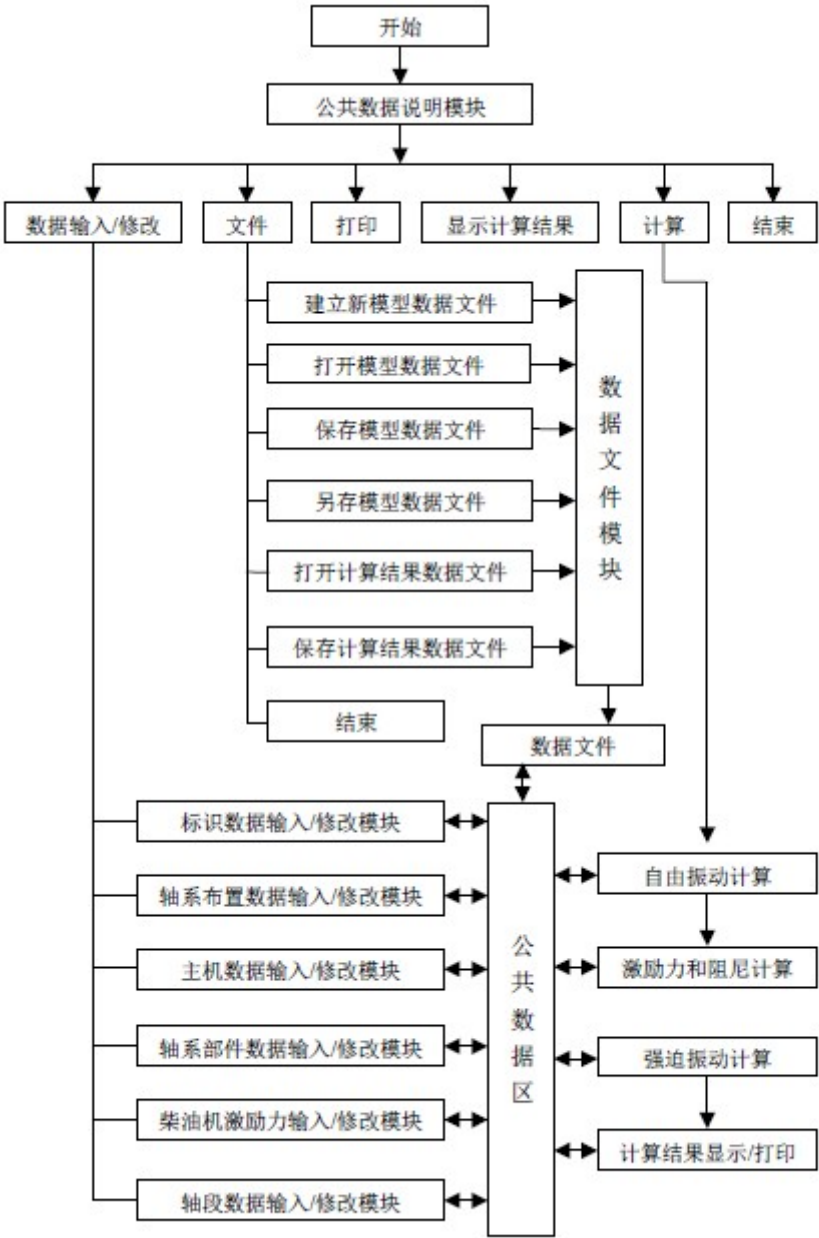 开始
公共数据说明模块
数据输入/修改
文件
打印
显示计算结果
计算
结束
建立新模型数据文件
打开模型数据文件
保存模型数据文件
另存模型数据文件
打开计算结果数据文件
保存计算结果数据文件
结束
数据文件模块
数据文件
标识数据输入/修改模块
轴系布置数据输入/修改模块
主机数据输入/修改模块
轴系部件数据输入/修改模块
柴油机激励力输入/修改模块
轴段数据输入/修改模块
公共数据区
自由振动计算
激励力和阻尼计算
强迫振动计算
计算结果显示/打印